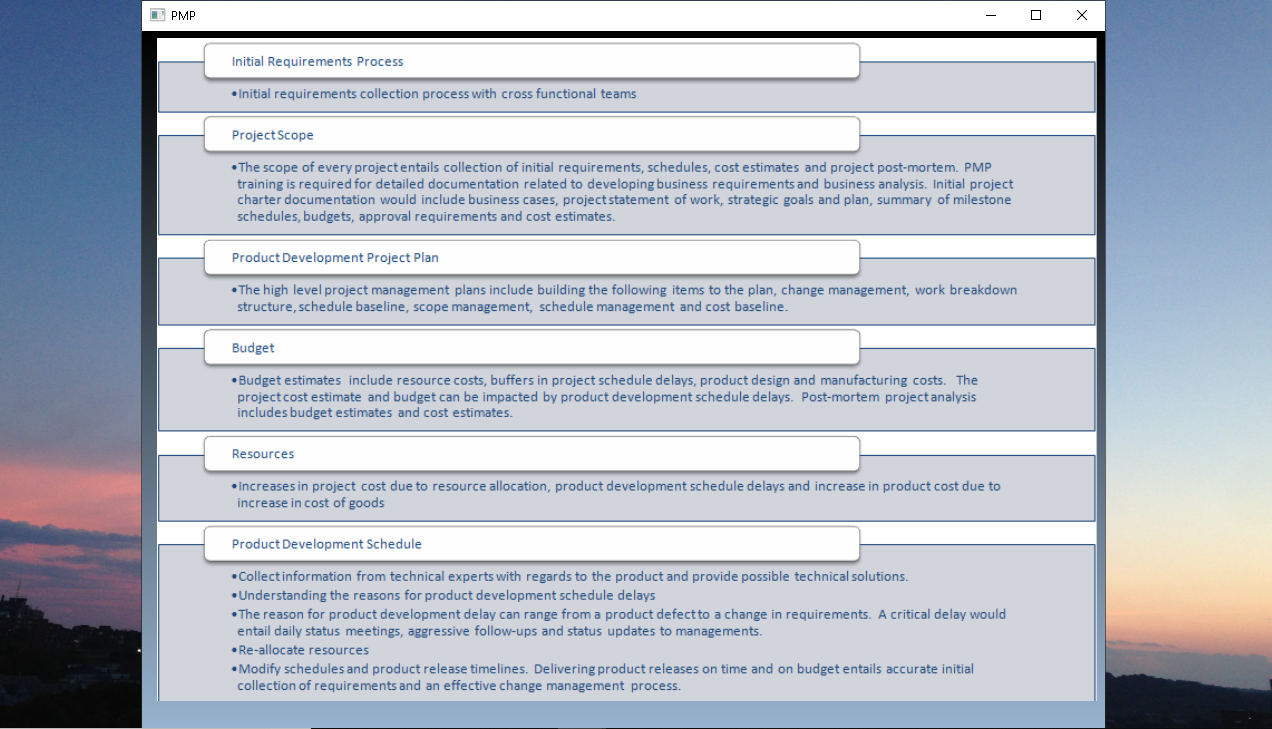 PMP
Initial Requirements Process
•Initial requirements collection process with cross functional teams
Project Scope
•The scope of every project entails collection of initial requirements, schedules, cost estimates and project post-mortem. PMP
training is required for detailed documentation related to developing business requirements and business analysis. Initial project
charter documentation would include business cases, project statement of work, strategic goals and plan, summary of milestone
schedules, budgets, approval requirements and cost estimates.
Product Development Project Plan
•The high level project management plans include building the following items to the plan, change management, work breakdown
structure, schedule baseline, scope management, schedule management and cost baseline.
Budget
•Budget estimates include resource costs, buffers in project schedule delays, product design and manufacturing costs. The
project cost estimate and budget can be impacted by product development schedule delays. Post-mortem project analysis
includes budget estimates and cost estimates.
Resources
•Increases in project cost due to resource allocation, product development schedule delays and increase in product cost due to
increase in cost of goods
Product Development Schedule
•Collect information from technical experts with regards to the product and provide possible technical solutions.
•Understanding the reasons for product development schedule delays
•The reason for product development delay can range from a product defect to a change in requirements. A critical delay would
entail daily status meetings, aggressive follow-ups and status updates to managements.
•Re-allocate resources
•Modify schedules and product release timelines. Delivering product releases on time and on budget entails accurate initial
collection of requirements and an effective change management process.